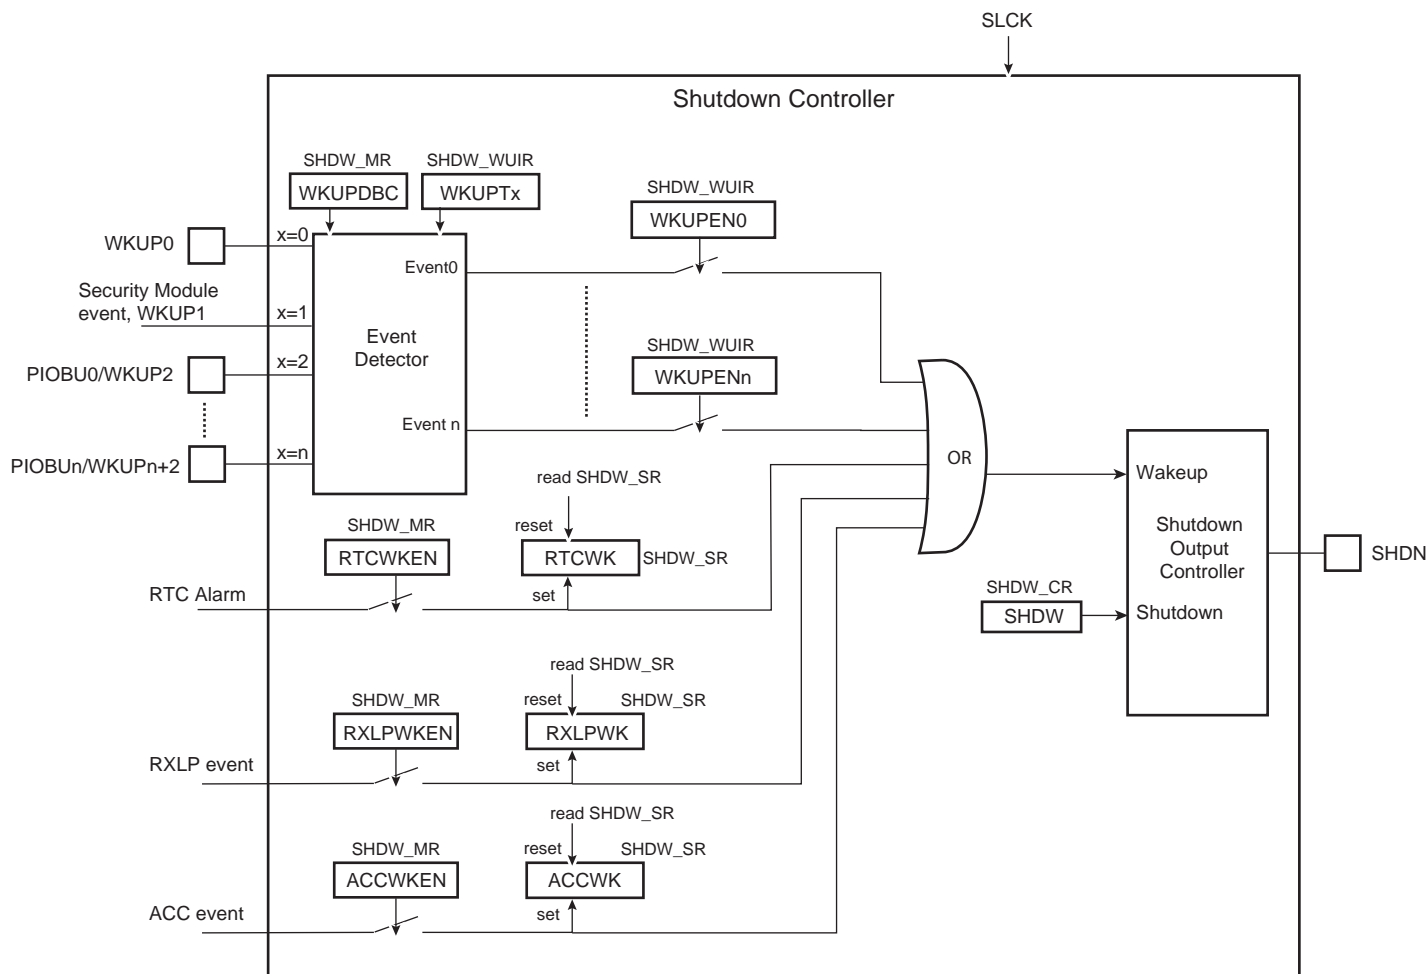 SLCK
Shutdown Controller
SHDW_MR
SHDW_WUIR
WKUPDBC
WKUPTx
SHDW_WUIR
WKUPEN0
WKUP0
x=0
Event0
Security Module
event, WKUP1
x=1
Event
Detector
SHDW_WUIR
WKUPENn
PIOBU0/WKUP2
x=2
Event n
PIOBUn/WKUPn+2
x=n
OR
Wakeup
read SHDW_SR
reset
SHDW_MR
RTCWKEN
RTCWK
SHDW_SR
set
RTC Alarm
Shutdown
Output
Controller
SHDN
SHDW_CR
SHDW
Shutdown
read SHDW_SR
reset
SHDW_SR
SHDW_MR
RXLPWKEN
RXLPWK
set
RXLP event
read SHDW_SR
reset
SHDW_SR
SHDW_MR
ACCWKEN
ACCWK
set
ACC event